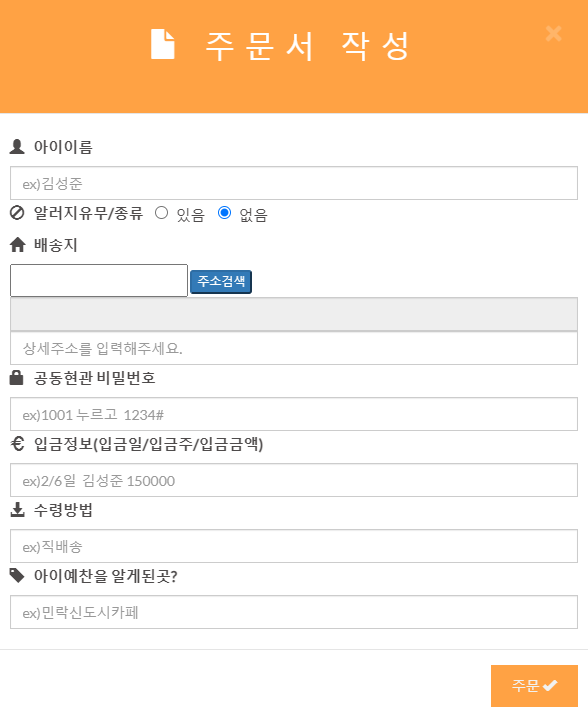 주문서 작성
아이이름
ex)김성준
알러지유무/종류 있음 없음
배송지
주소검색
상세주소를 입력해주세요.
공동현관 비밀번호
ex)1001 누르고 1234#
입금정보(입금일/입금주/입금금액)
ex)2/6일 김성준 150000
수령방법
ex)직배송
아이예찬을 알게된곳?
ex)민락신도시카페
주문